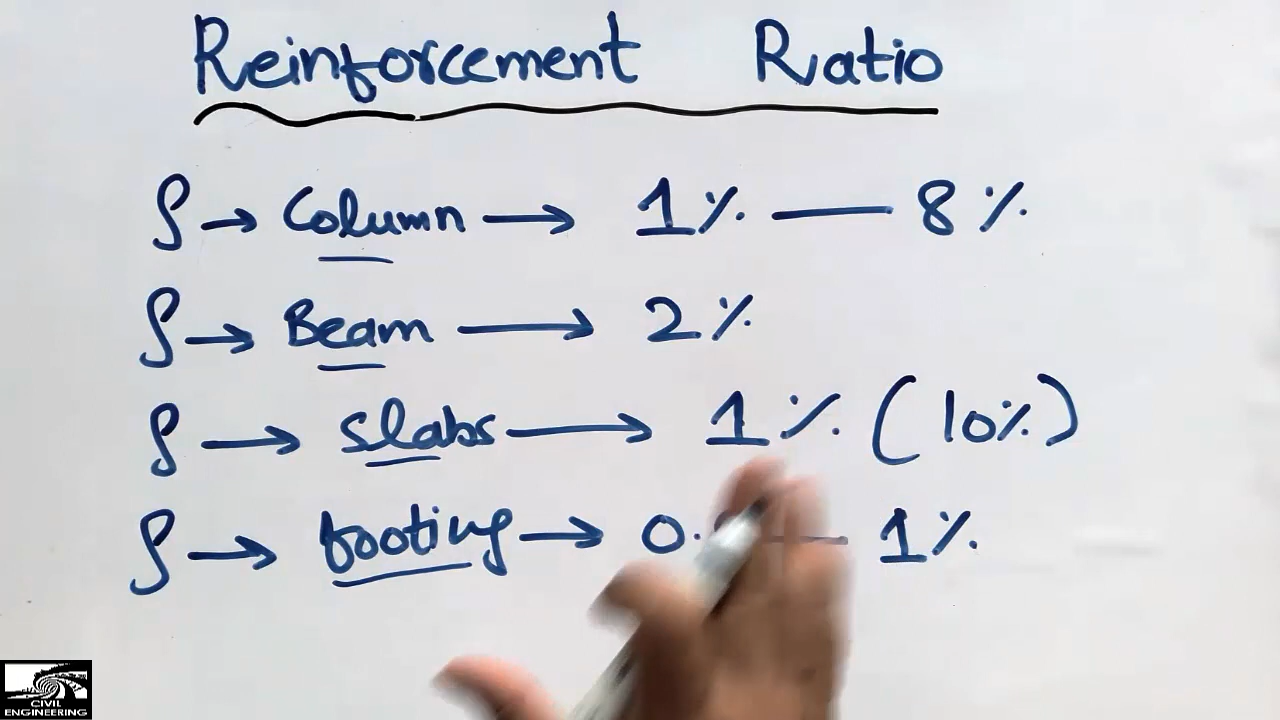 Reinforcement Ratio
ρ → Column → 1% — 8%
ρ → Beam → 2%
ρ → slabs → 1% (10%)
ρ → footing → 0. — 1%
CIVIL
ENGINEERING